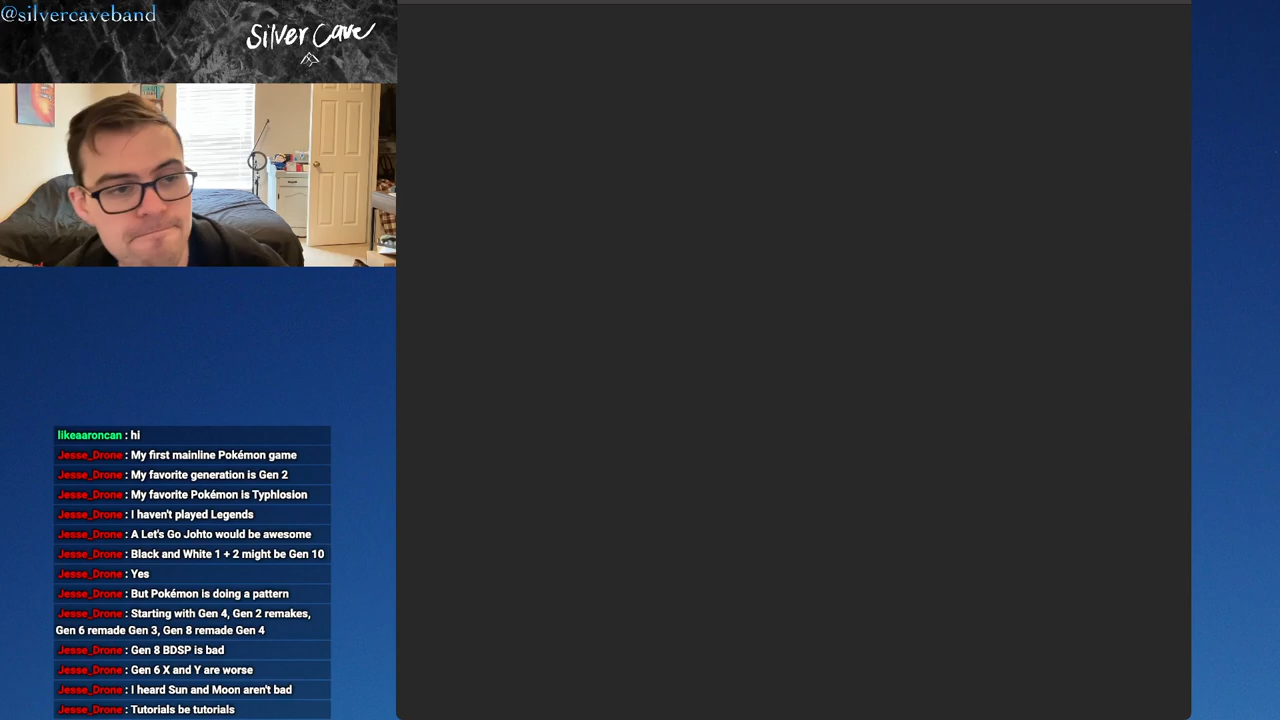 @silvercaveband
Silver Cave
likeaaroncan : hi
Jesse_Drone : My first mainline Pokémon game
Jesse_Drone : My favorite generation is Gen 2
Jesse_Drone : My favorite Pokémon is Typhlosion
Jesse_Drone : I haven't played Legends
Jesse_Drone : A Let's Go Johto would be awesome
Jesse_Drone : Black and White 1 + 2 might be Gen 10
Jesse_Drone : Yes
Jesse_Drone : But Pokémon is doing a pattern
Jesse_Drone : Starting with Gen 4, Gen 2 remakes,
Gen 6 remade Gen 3, Gen 8 remade Gen 4
Jesse_Drone : Gen 8 BDSP is bad
Jesse_Drone : Gen 6 X and Y are worse
Jesse_Drone : I heard Sun and Moon aren't bad
Jesse_Drone : Tutorials be tutorials